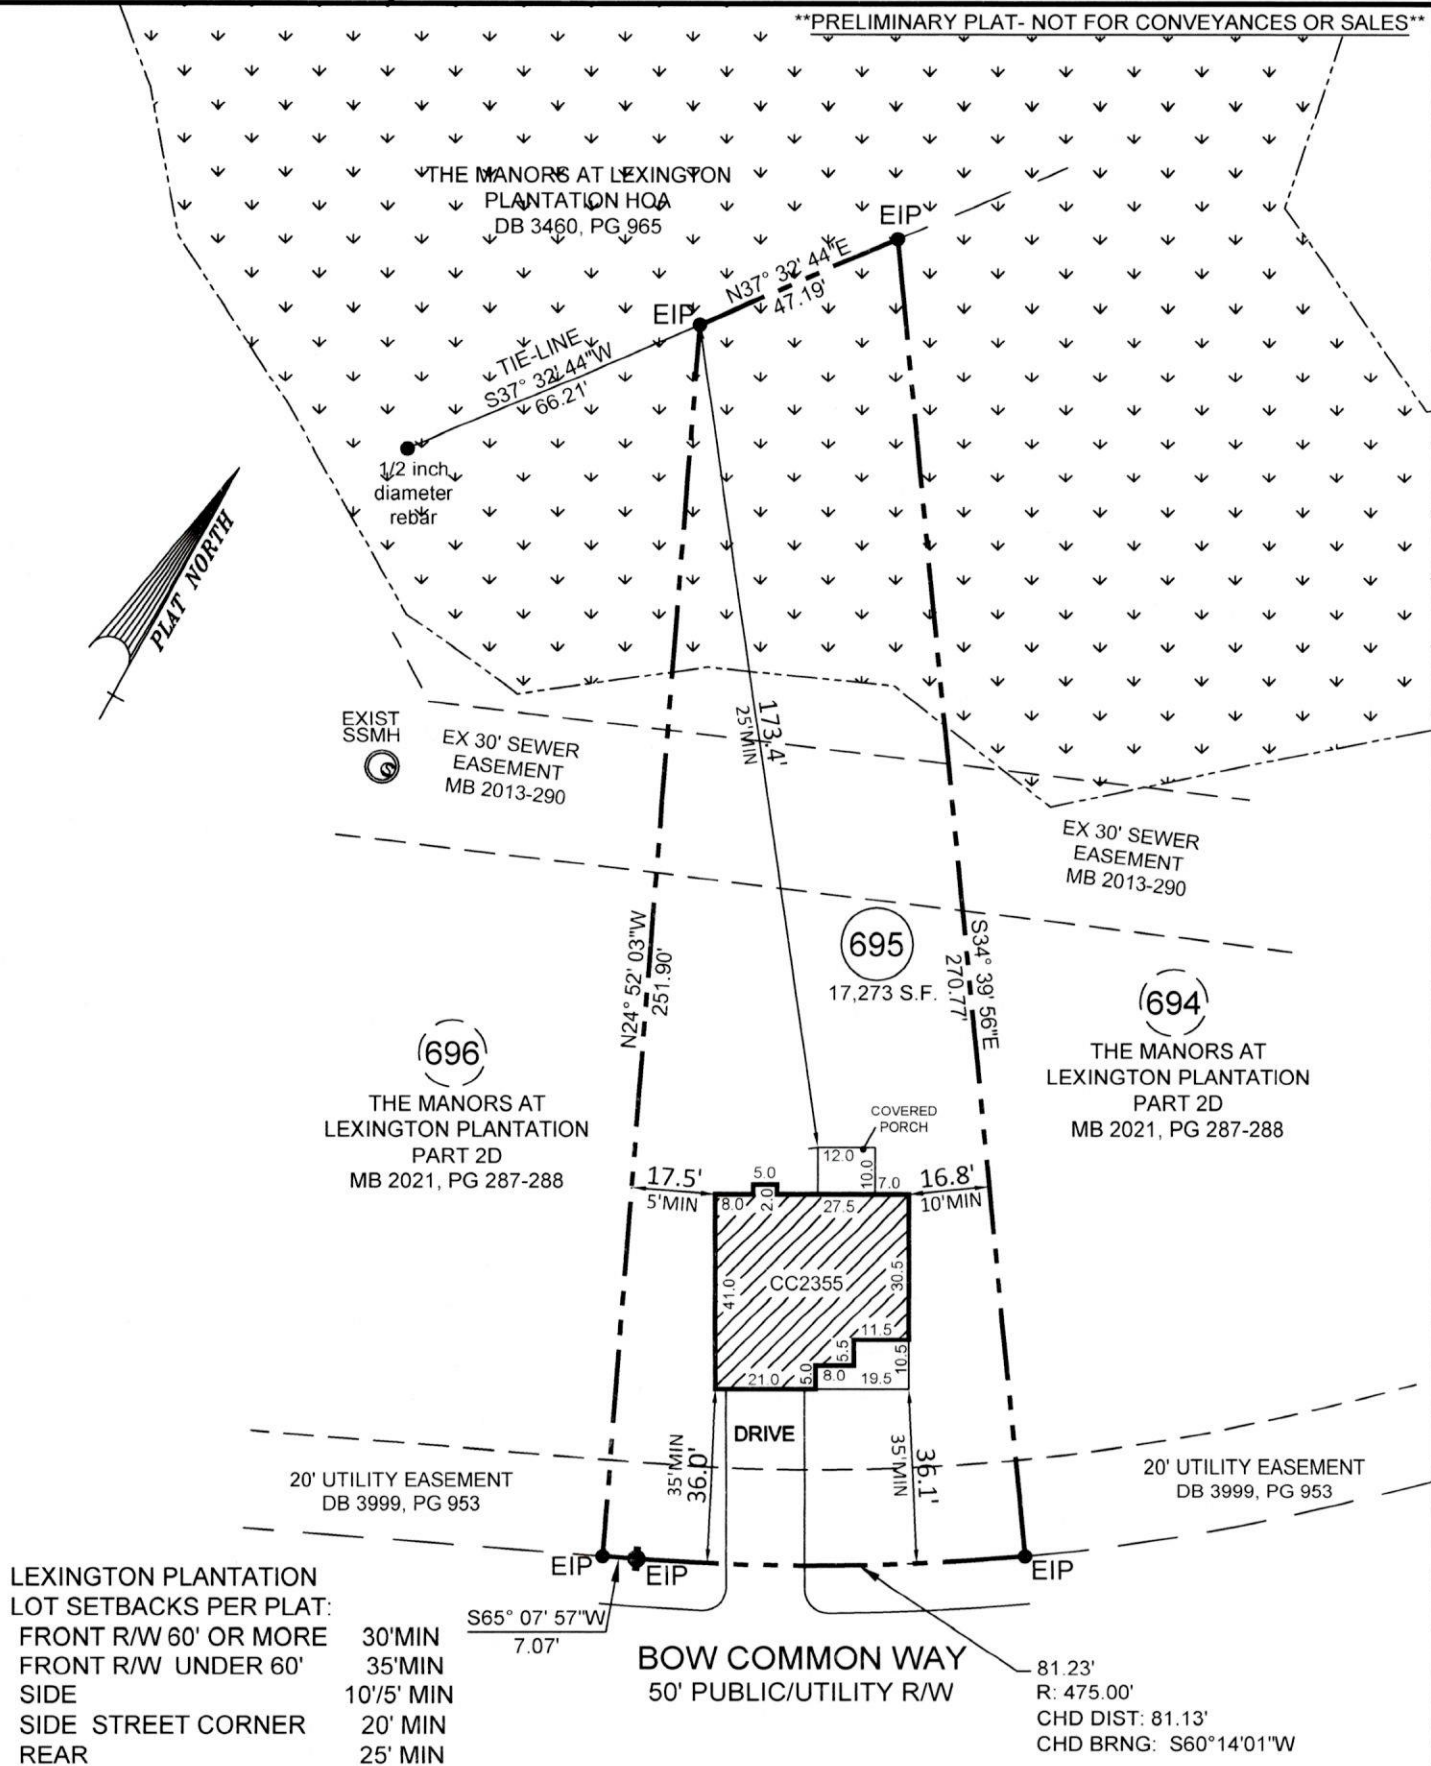 **PRELIMINARY PLAT- NOT FOR CONVEYANCES OR SALES**
THE MANORS AT LEXINGTON
PLANTATION HOA
DB 3460, PG 965
EIP
N37° 32' 44"E
47.19'
EIP
TIE-LINE
S37° 32' 44"W
66.21'
1/2 inch
diameter
rebar
PLAT NORTH
EXIST
SSMH
S
EX 30' SEWER
EASEMENT
MB 2013-290
173.4'
25'MIN
EX 30' SEWER
EASEMENT
MB 2013-290
695
17,273 S.F.
N24° 52' 03"W
251.90'
S34° 39' 56"E
270.77'
696
THE MANORS AT
LEXINGTON PLANTATION
PART 2D
MB 2021, PG 287-288
694
THE MANORS AT
LEXINGTON PLANTATION
PART 2D
MB 2021, PG 287-288
COVERED
PORCH
12.0
10.0
7.0
17.5'
5'MIN
5.0
8.0
2.0
27.5
16.8'
10'MIN
41.0
CC2355
30.5
11.5
5.5
10.5
21.0
5.0
8.0
19.5
DRIVE
35'MIN
36.0'
35'MIN
36.1'
20' UTILITY EASEMENT
DB 3999, PG 953
20' UTILITY EASEMENT
DB 3999, PG 953
EIP
EIP
EIP
S65° 07' 57"W
7.07'
BOW COMMON WAY
50' PUBLIC/UTILITY R/W
81.23'
R: 475.00'
CHD DIST: 81.13'
CHD BRNG: S60°14'01"W
LEXINGTON PLANTATION
LOT SETBACKS PER PLAT:
FRONT R/W 60' OR MORE 30'MIN
FRONT R/W UNDER 60' 35'MIN
SIDE 10'/5' MIN
SIDE STREET CORNER 20' MIN
REAR 25' MIN